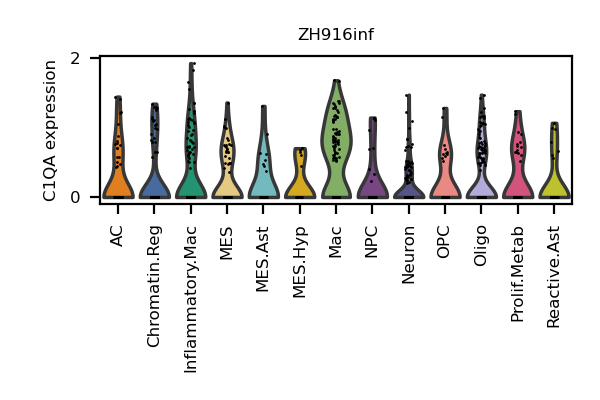 ZH916inf
C1QA expression
2
0
AC
Chromatin.Reg
Inflammatory.Mac
MES
MES.Ast
MES.Hyp
Mac
NPC
Neuron
OPC
Oligo
Prolif.Metab
Reactive.Ast